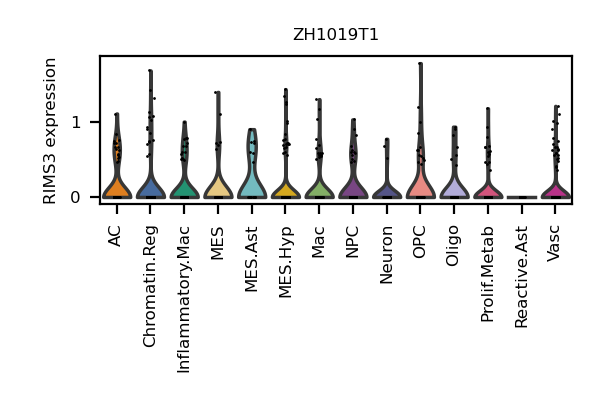 ZH1019T1
RIMS3 expression
1
0
AC
Chromatin.Reg
Inflammatory.Mac
MES
MES.Ast
MES.Hyp
Mac
NPC
Neuron
OPC
Oligo
Prolif.Metab
Reactive.Ast
Vasc